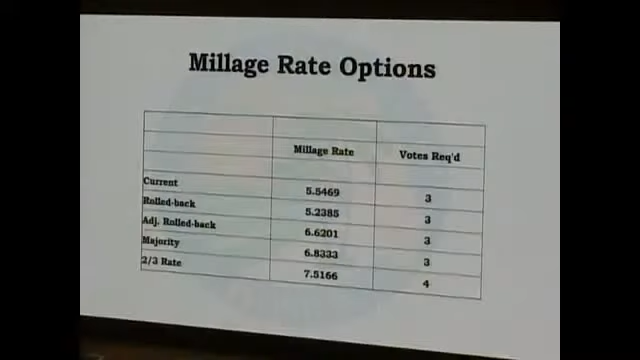 Millage Rate Options
Millage Rate Votes Req'd
Current 5.5469 3
Rolled-back 5.2385 3
Adj. Rolled-back 6.6201 3
Majority 6.8333 3
2/3 Rate 7.5166 4